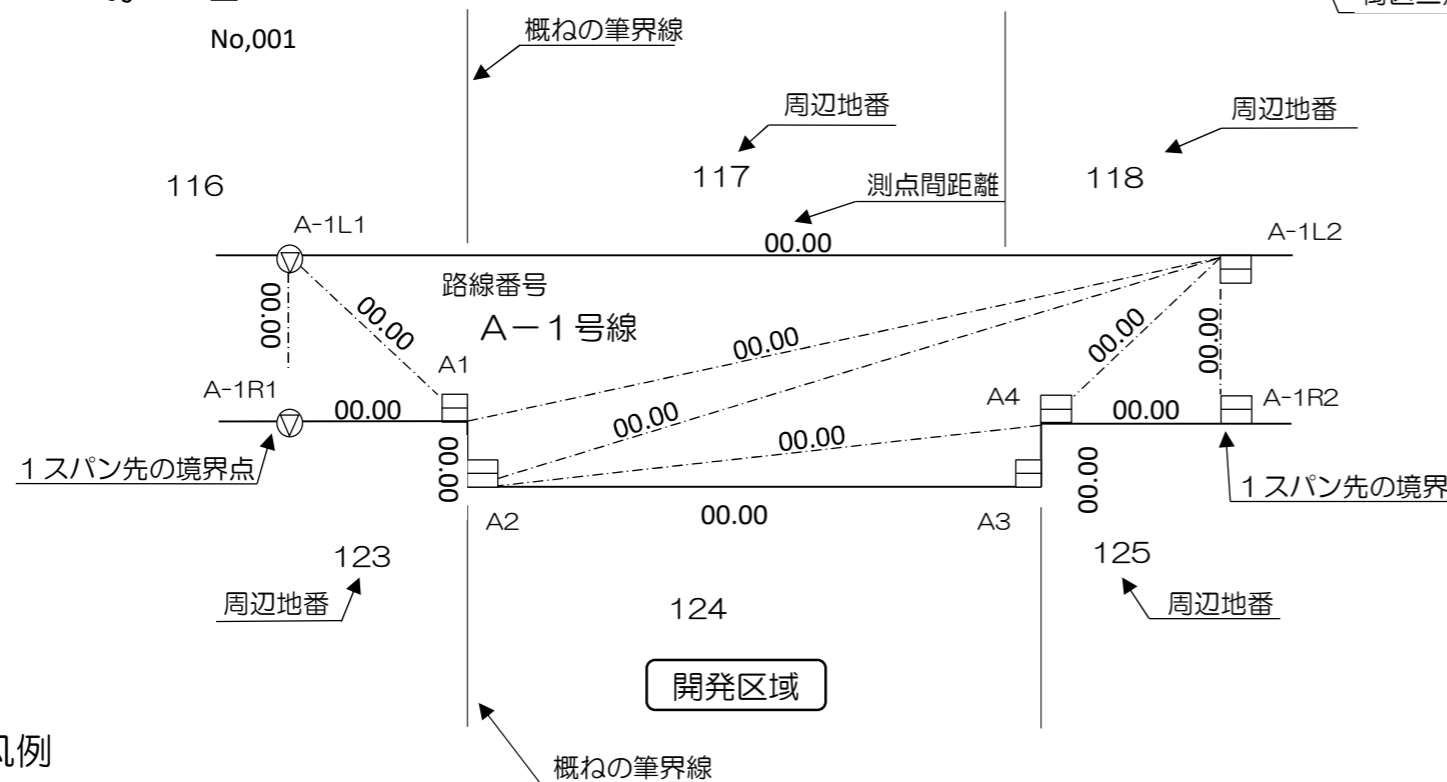 No,001
概ねの筆界線
周辺地番
周辺地番
116
117
118
測点間距離
A-1L1
00.00
A-1L2
路線番号
A-1号線
00.00
00.00
00.00
00.00
00.00
A1
A-1R1
00.00
A4
00.00
A-1R2
00.00
00.00
00.00
00.00
1スパン先の境界点
1スパン先の境界
A2
00.00
A3
123
125
周辺地番
124
周辺地番
開発区域
凡例
概ねの筆界線